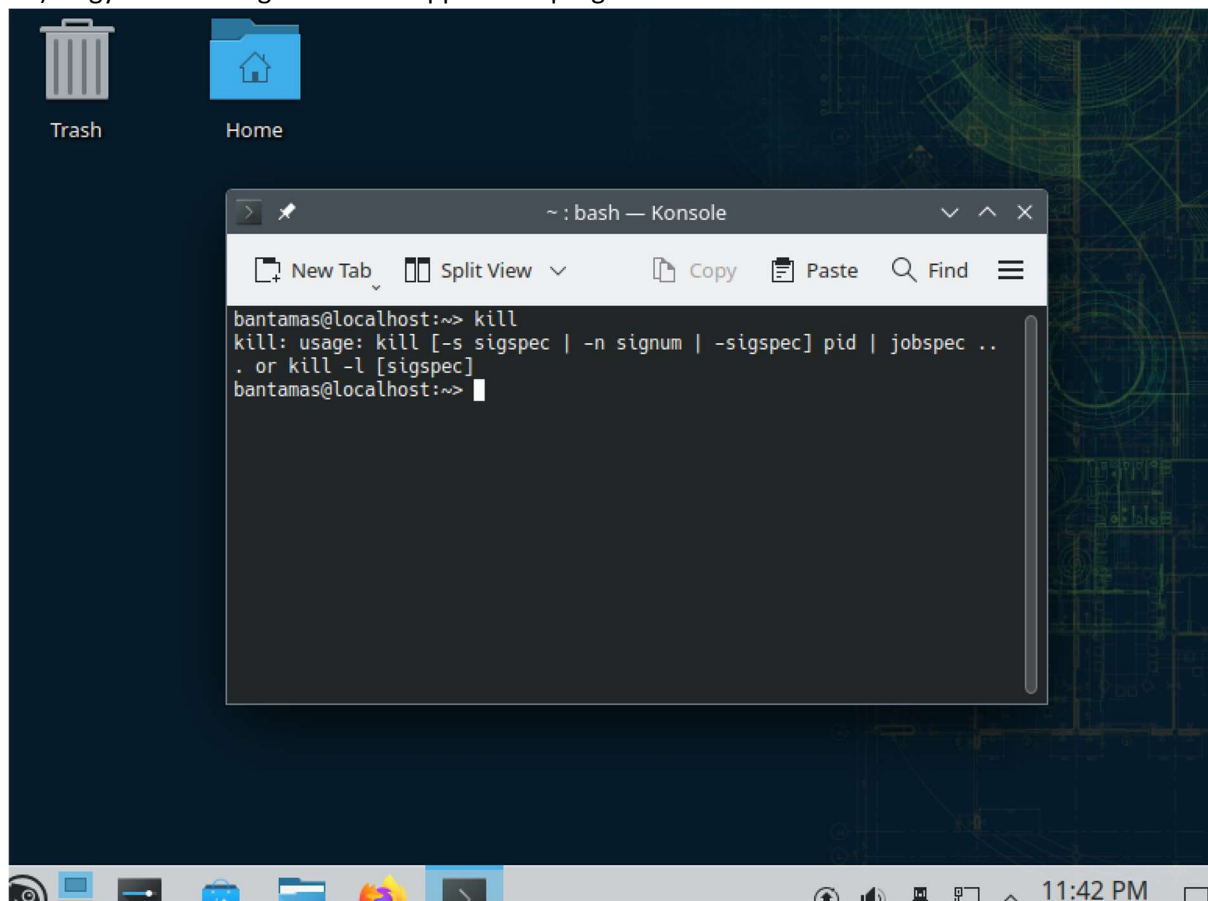 Trash
Home
~ : bash — Konsole
New Tab
Split View
Copy
Paste
Find
bantamas@localhost:~> kill
kill: usage: kill [-s sigspec | -n signum | -sigspec] pid | jobspec ..
. or kill -l [sigspec]
bantamas@localhost:~>
11:42 PM